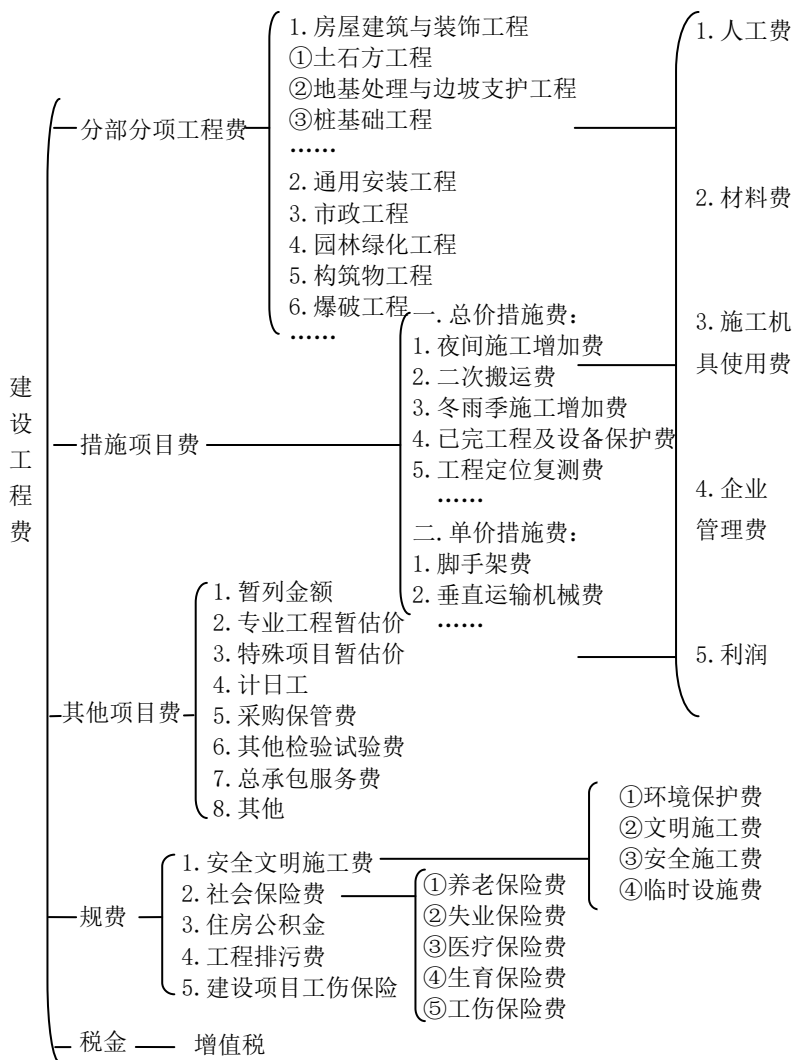 建设工程费
分部分项工程费
1.房屋建筑与装饰工程
①土石方工程
②地基处理与边坡支护工程
③桩基础工程
……
2.通用安装工程
3.市政工程
4.园林绿化工程
5.构筑物工程
6.爆破工程
……
措施项目费
一.总价措施费：
1.夜间施工增加费
2.二次搬运费
3.冬雨季施工增加费
4.已完工程及设备保护费
5.工程定位复测费
……
二.单价措施费：
1.脚手架费
2.垂直运输机械费
……
其他项目费
1.暂列金额
2.专业工程暂估价
3.特殊项目暂估价
4.计日工
5.采购保管费
6.其他检验试验费
7.总承包服务费
8.其他
1.人工费
2.材料费
3.施工机
具使用费
4.企业
管理费
5.利润
规费
1.安全文明施工费
2.社会保险费
3.住房公积金
4.工程排污费
5.建设项目工伤保险
①环境保护费
②文明施工费
③安全施工费
④临时设施费
①养老保险费
②失业保险费
③医疗保险费
④生育保险费
⑤工伤保险费
税金
增值税